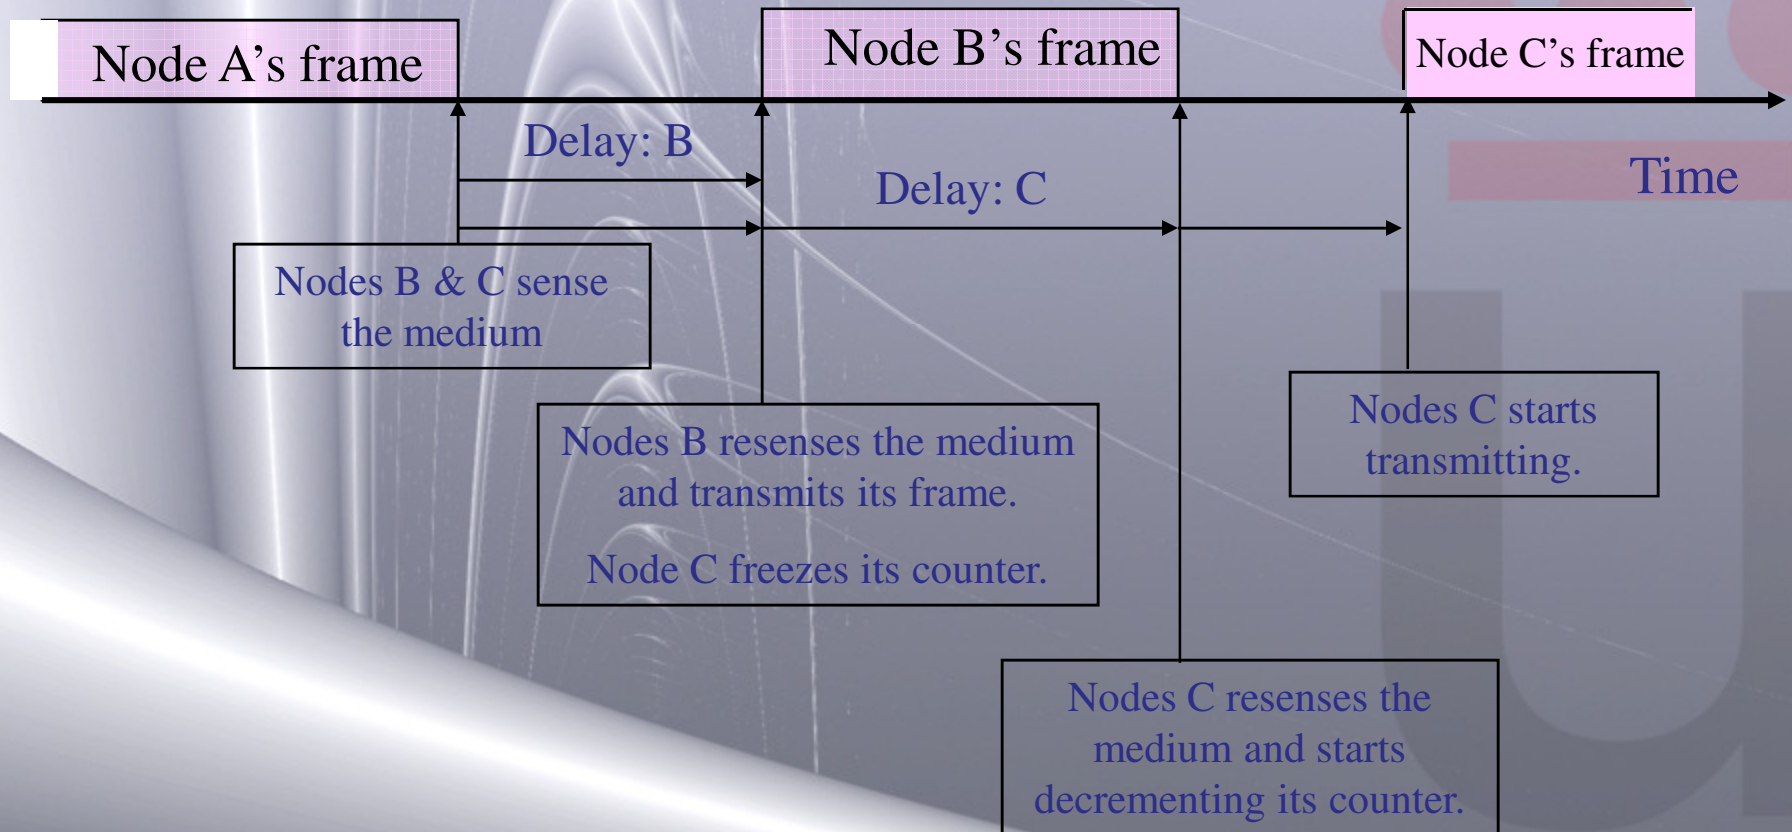 Node A’s frame
Node B’s frame
Node C’s frame
Delay: B
Delay: C
Time
Nodes B & C sense
the medium
Nodes B resenses the medium
and transmits its frame.
Node C freezes its counter.
Nodes C starts
transmitting.
Nodes C resenses the
medium and starts
decrementing its counter.